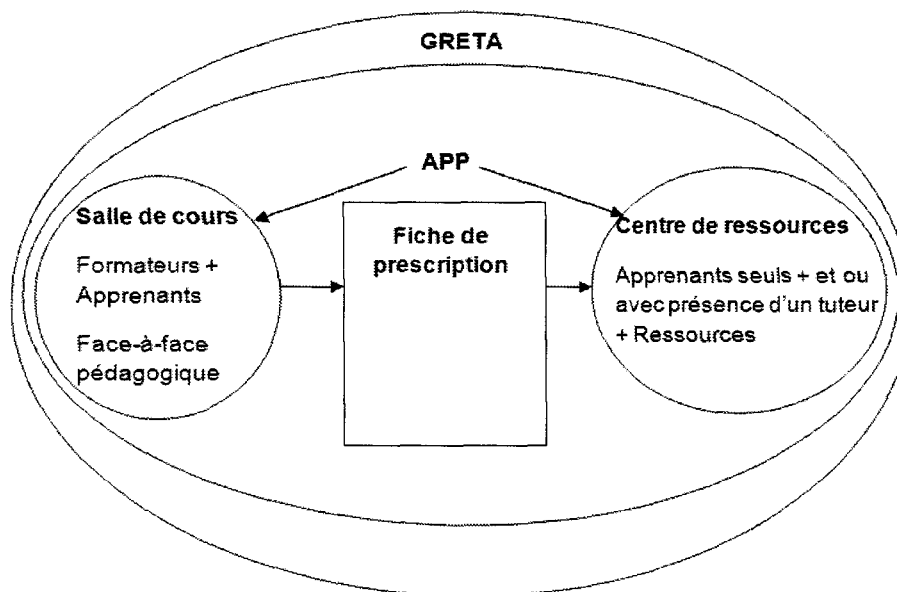 GRETA
APP
Salle de cours
Formateurs +
Apprenants
Face-à-face
pédagogique
Fiche de
prescription
Centre de ressources
Apprenants seuls + et ou
avec présence d'un tuteur
+ Ressources